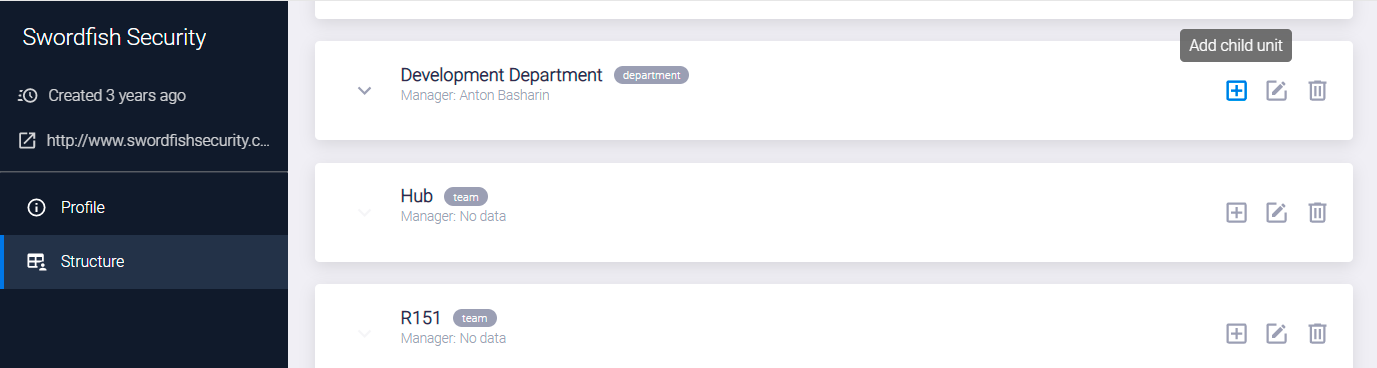 Swordfish Security
Created 3 years ago
http://www.swordfishsecurity.c...
Profile
Structure
Add child unit
Development Department department
Manager: Anton Basharin
Hub team
Manager: No data
R151 team
Manager: No data